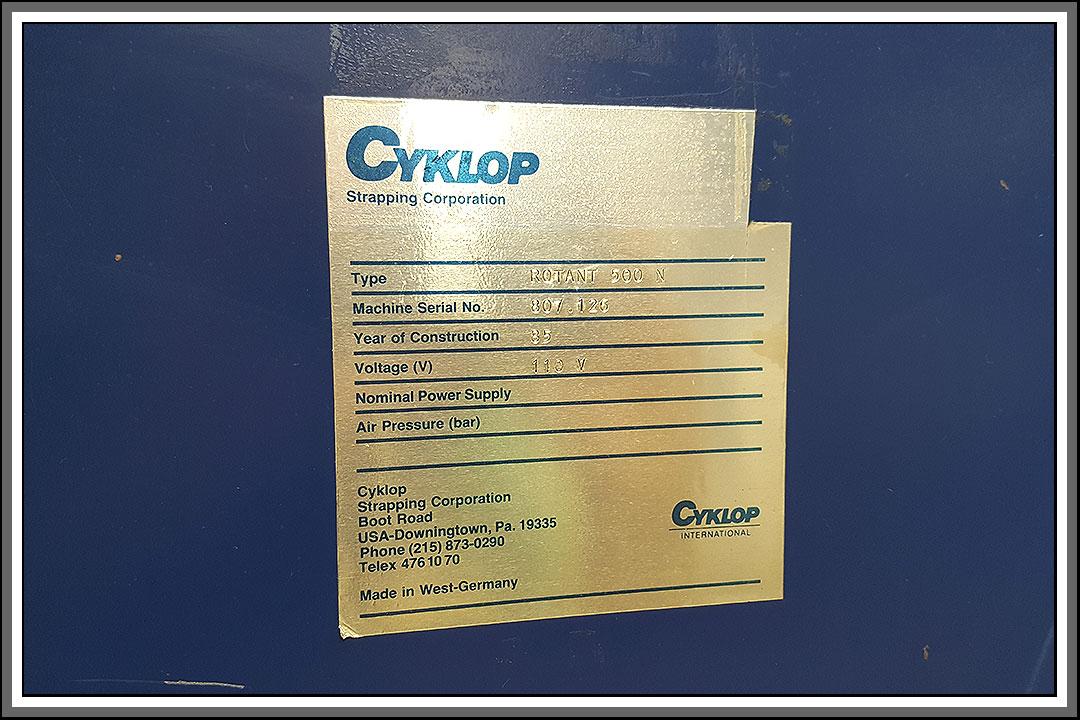 CYKLOP
Strapping Corporation
Type ROTANT 500 N
Machine Serial No. 807.126
Year of Construction 85
Voltage (V) 110 V
Nominal Power Supply
Air Pressure (bar)
Cyklop
Strapping Corporation
Boot Road
USA-Downingtown, Pa. 19335
Phone (215) 873-0290
Telex 4761070
Made in West-Germany
CYKLOP
INTERNATIONAL